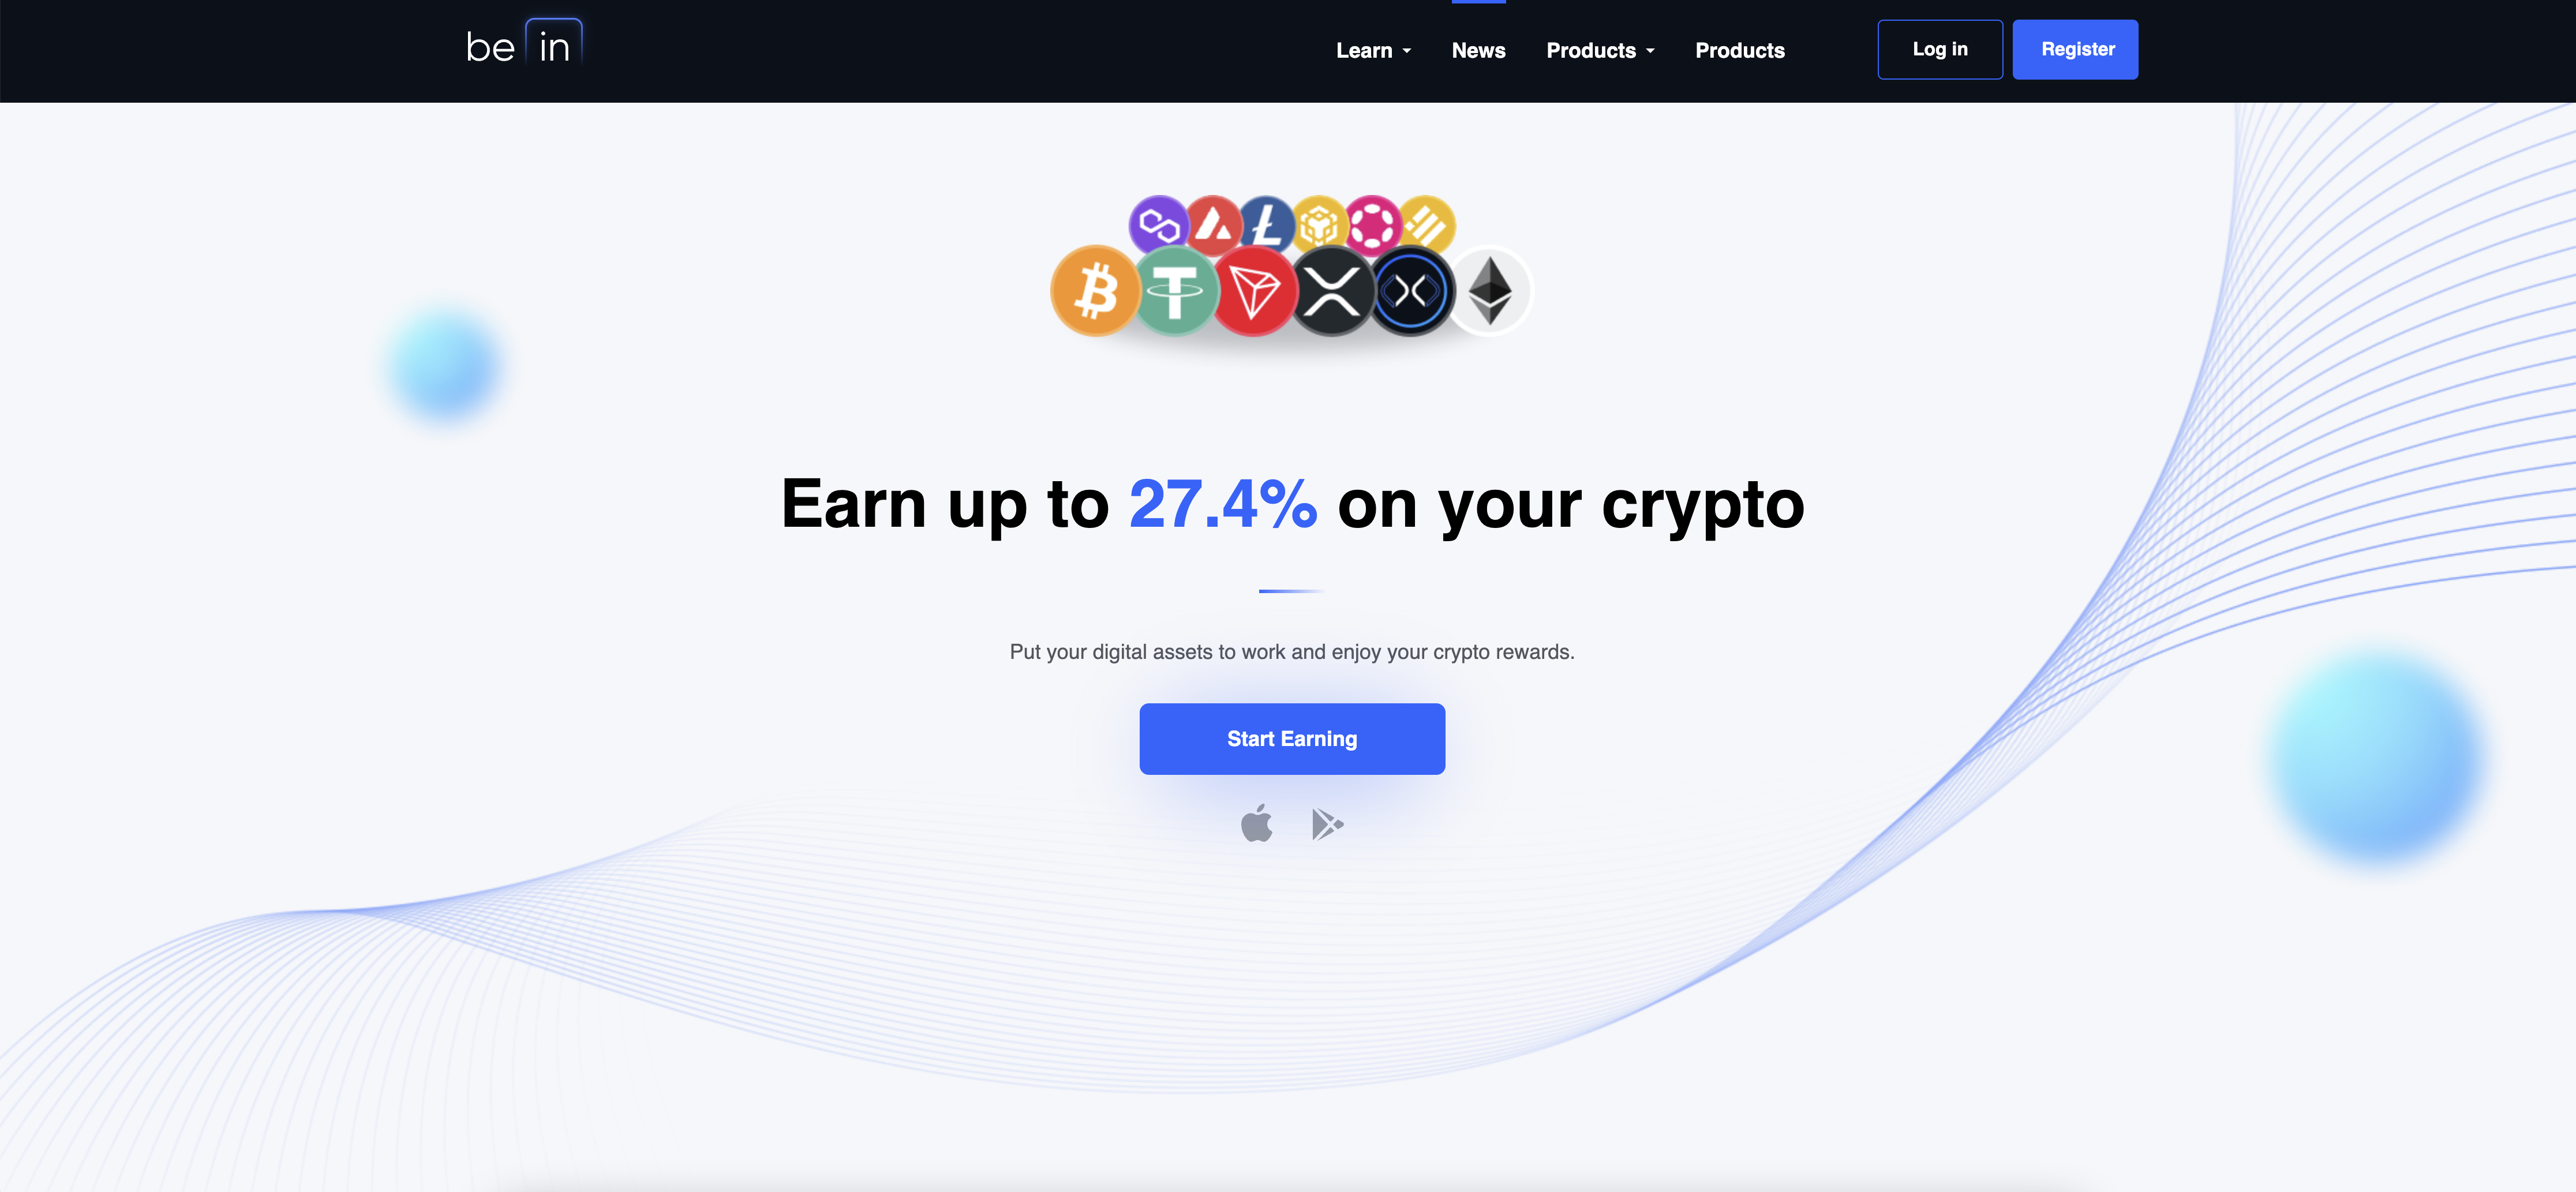 be in
Learn
News
Products
Products
Log in
Register
Earn up to 27.4% on your crypto
Put your digital assets to work and enjoy your crypto rewards.
Start Earning